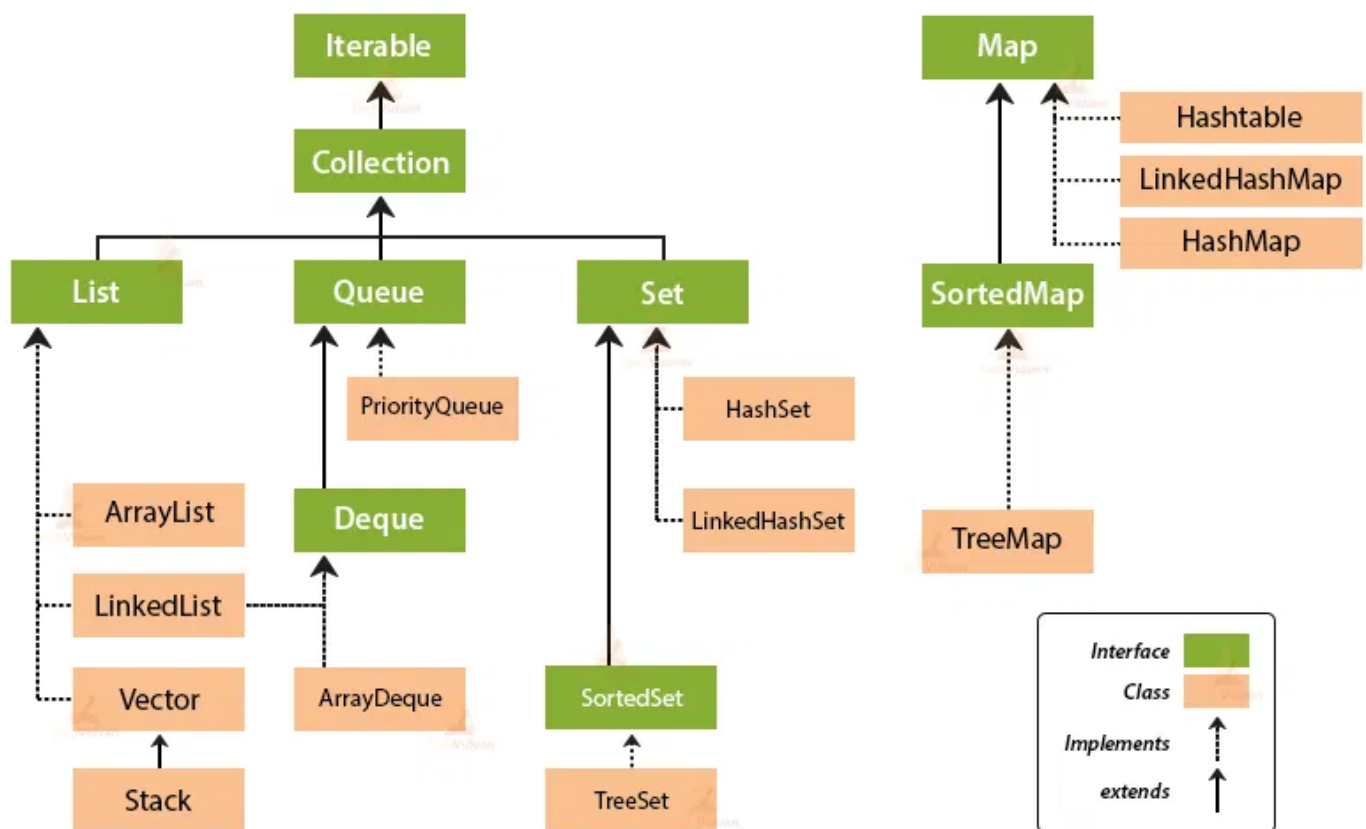 Iterable
Map
Hashtable
Collection
LinkedHashMap
HashMap
List
Queue
Set
SortedMap
PriorityQueue
HashSet
ArrayList
Deque
LinkedHashSet
TreeMap
LinkedList
Interface
Class
Vector
ArrayDeque
SortedSet
Implements
Stack
TreeSet
extends